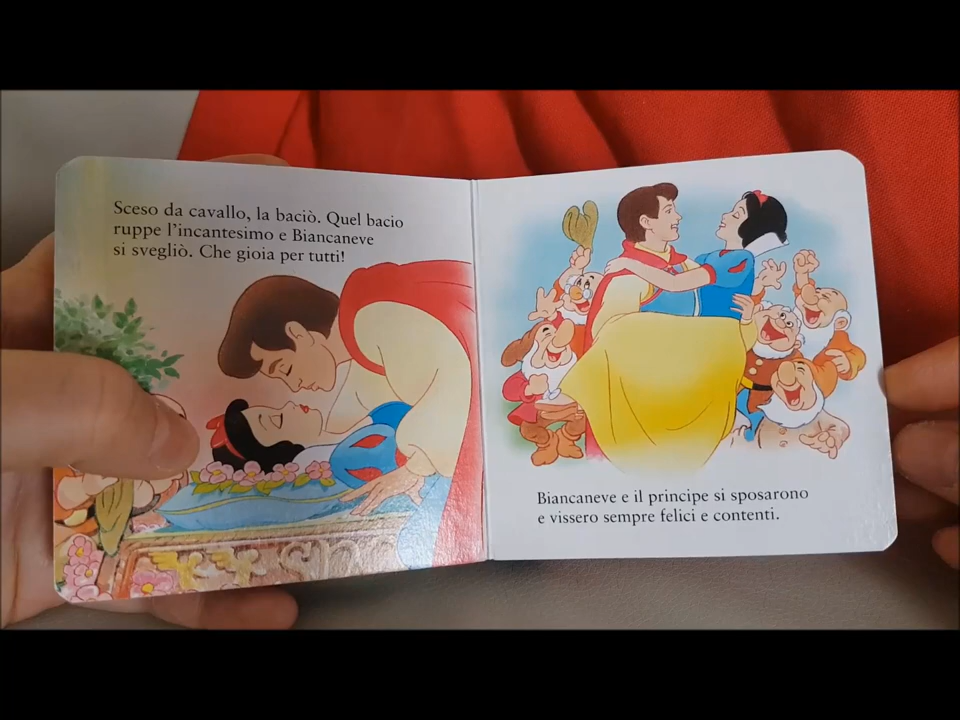 Sceso da cavallo, la baciò. Quel bacio
ruppe l'incantesimo e Biancaneve
si svegliò. Che gioia per tutti!
Biancaneve e il principe si sposarono
e vissero sempre felici e contenti.